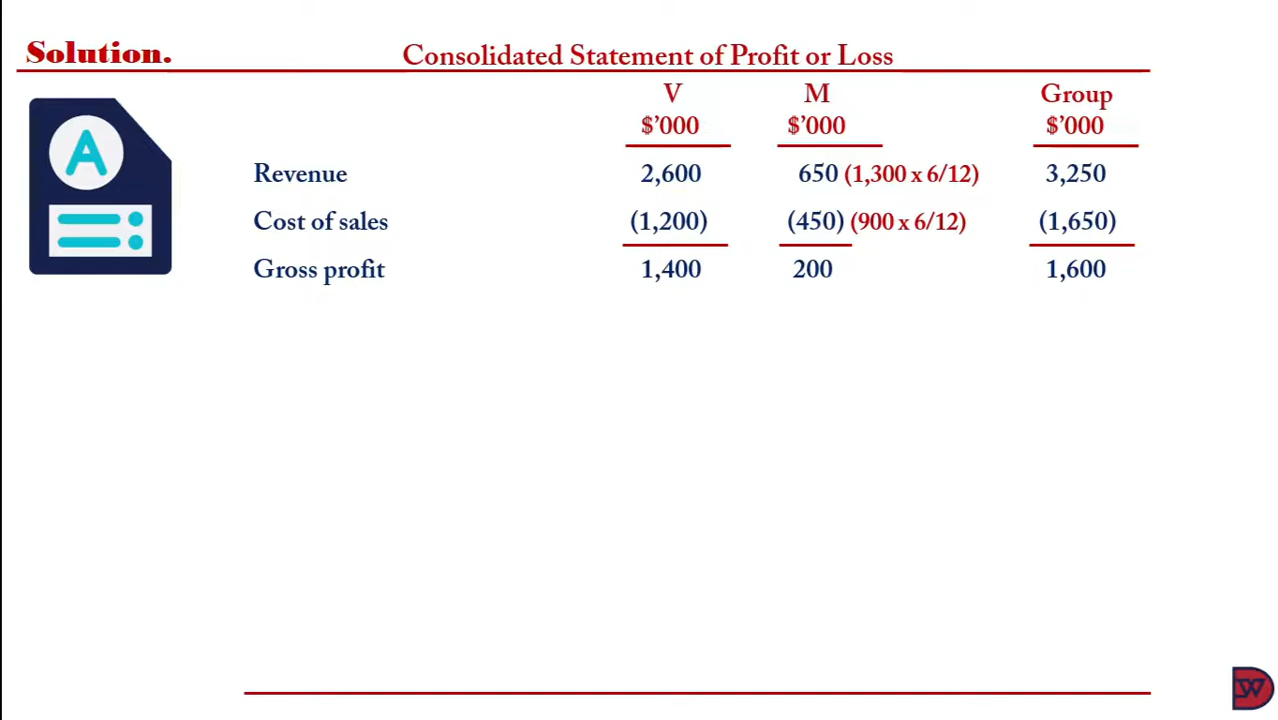 Solution.
Consolidated Statement of Profit or Loss
V M Group
$’000 $’000 $’000
Revenue 2,600 650 (1,300 x 6/12) 3,250
Cost of sales (1,200) (450) (900 x 6/12) (1,650)
Gross profit 1,400 200 1,600
A
DW